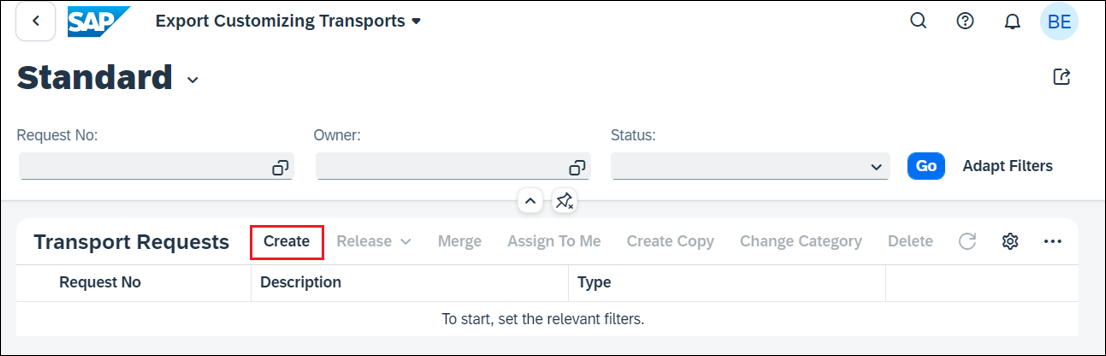 SAP Export Customizing Transports BE
Standard
Request No: Owner: Status:
Go Adapt Filters
Transport Requests Create Release Merge Assign To Me Create Copy Change Category Delete
Request No Description Type
To start, set the relevant filters.